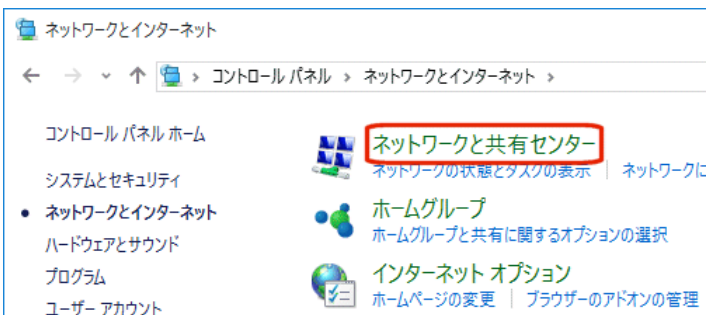 ネットワークとインターネット
コントロール パネル › ネットワークとインターネット ›
コントロール パネル ホーム
システムとセキュリティ
ネットワークとインターネット
ハードウェアとサウンド
プログラム
ユーザー アカウント
ネットワークと共有センター
ネットワークの状態とタスクの表示 | ネットワークに
ホームグループ
ホームグループと共有に関するオプションの選択
インターネット オプション
ホームページの変更 | ブラウザーのアドオンの管理